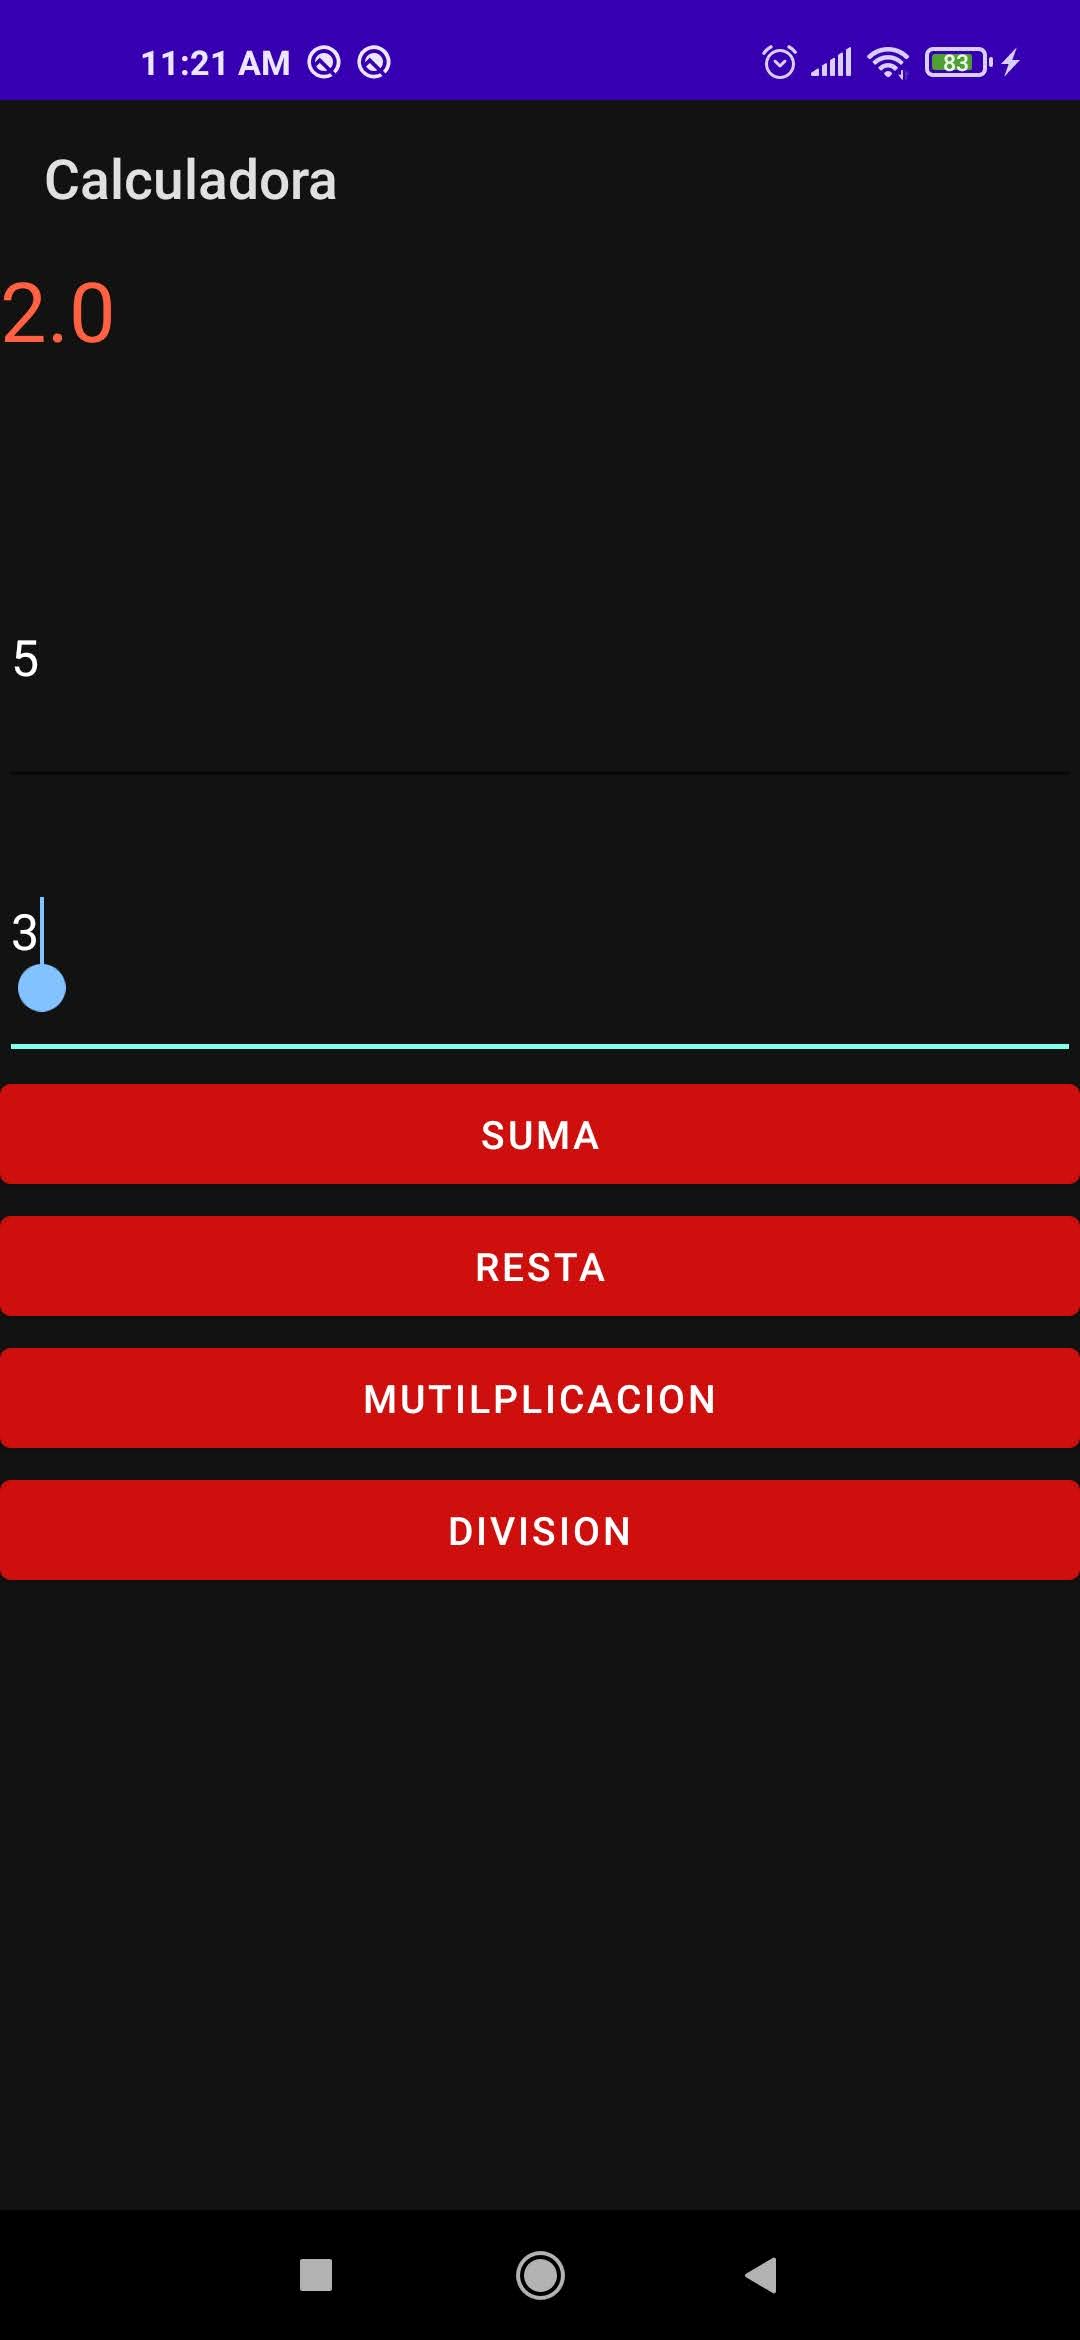 11:21 AM 83
Calculadora
2.0
5
3
SUMA
RESTA
MUTILPLICACION
DIVISION